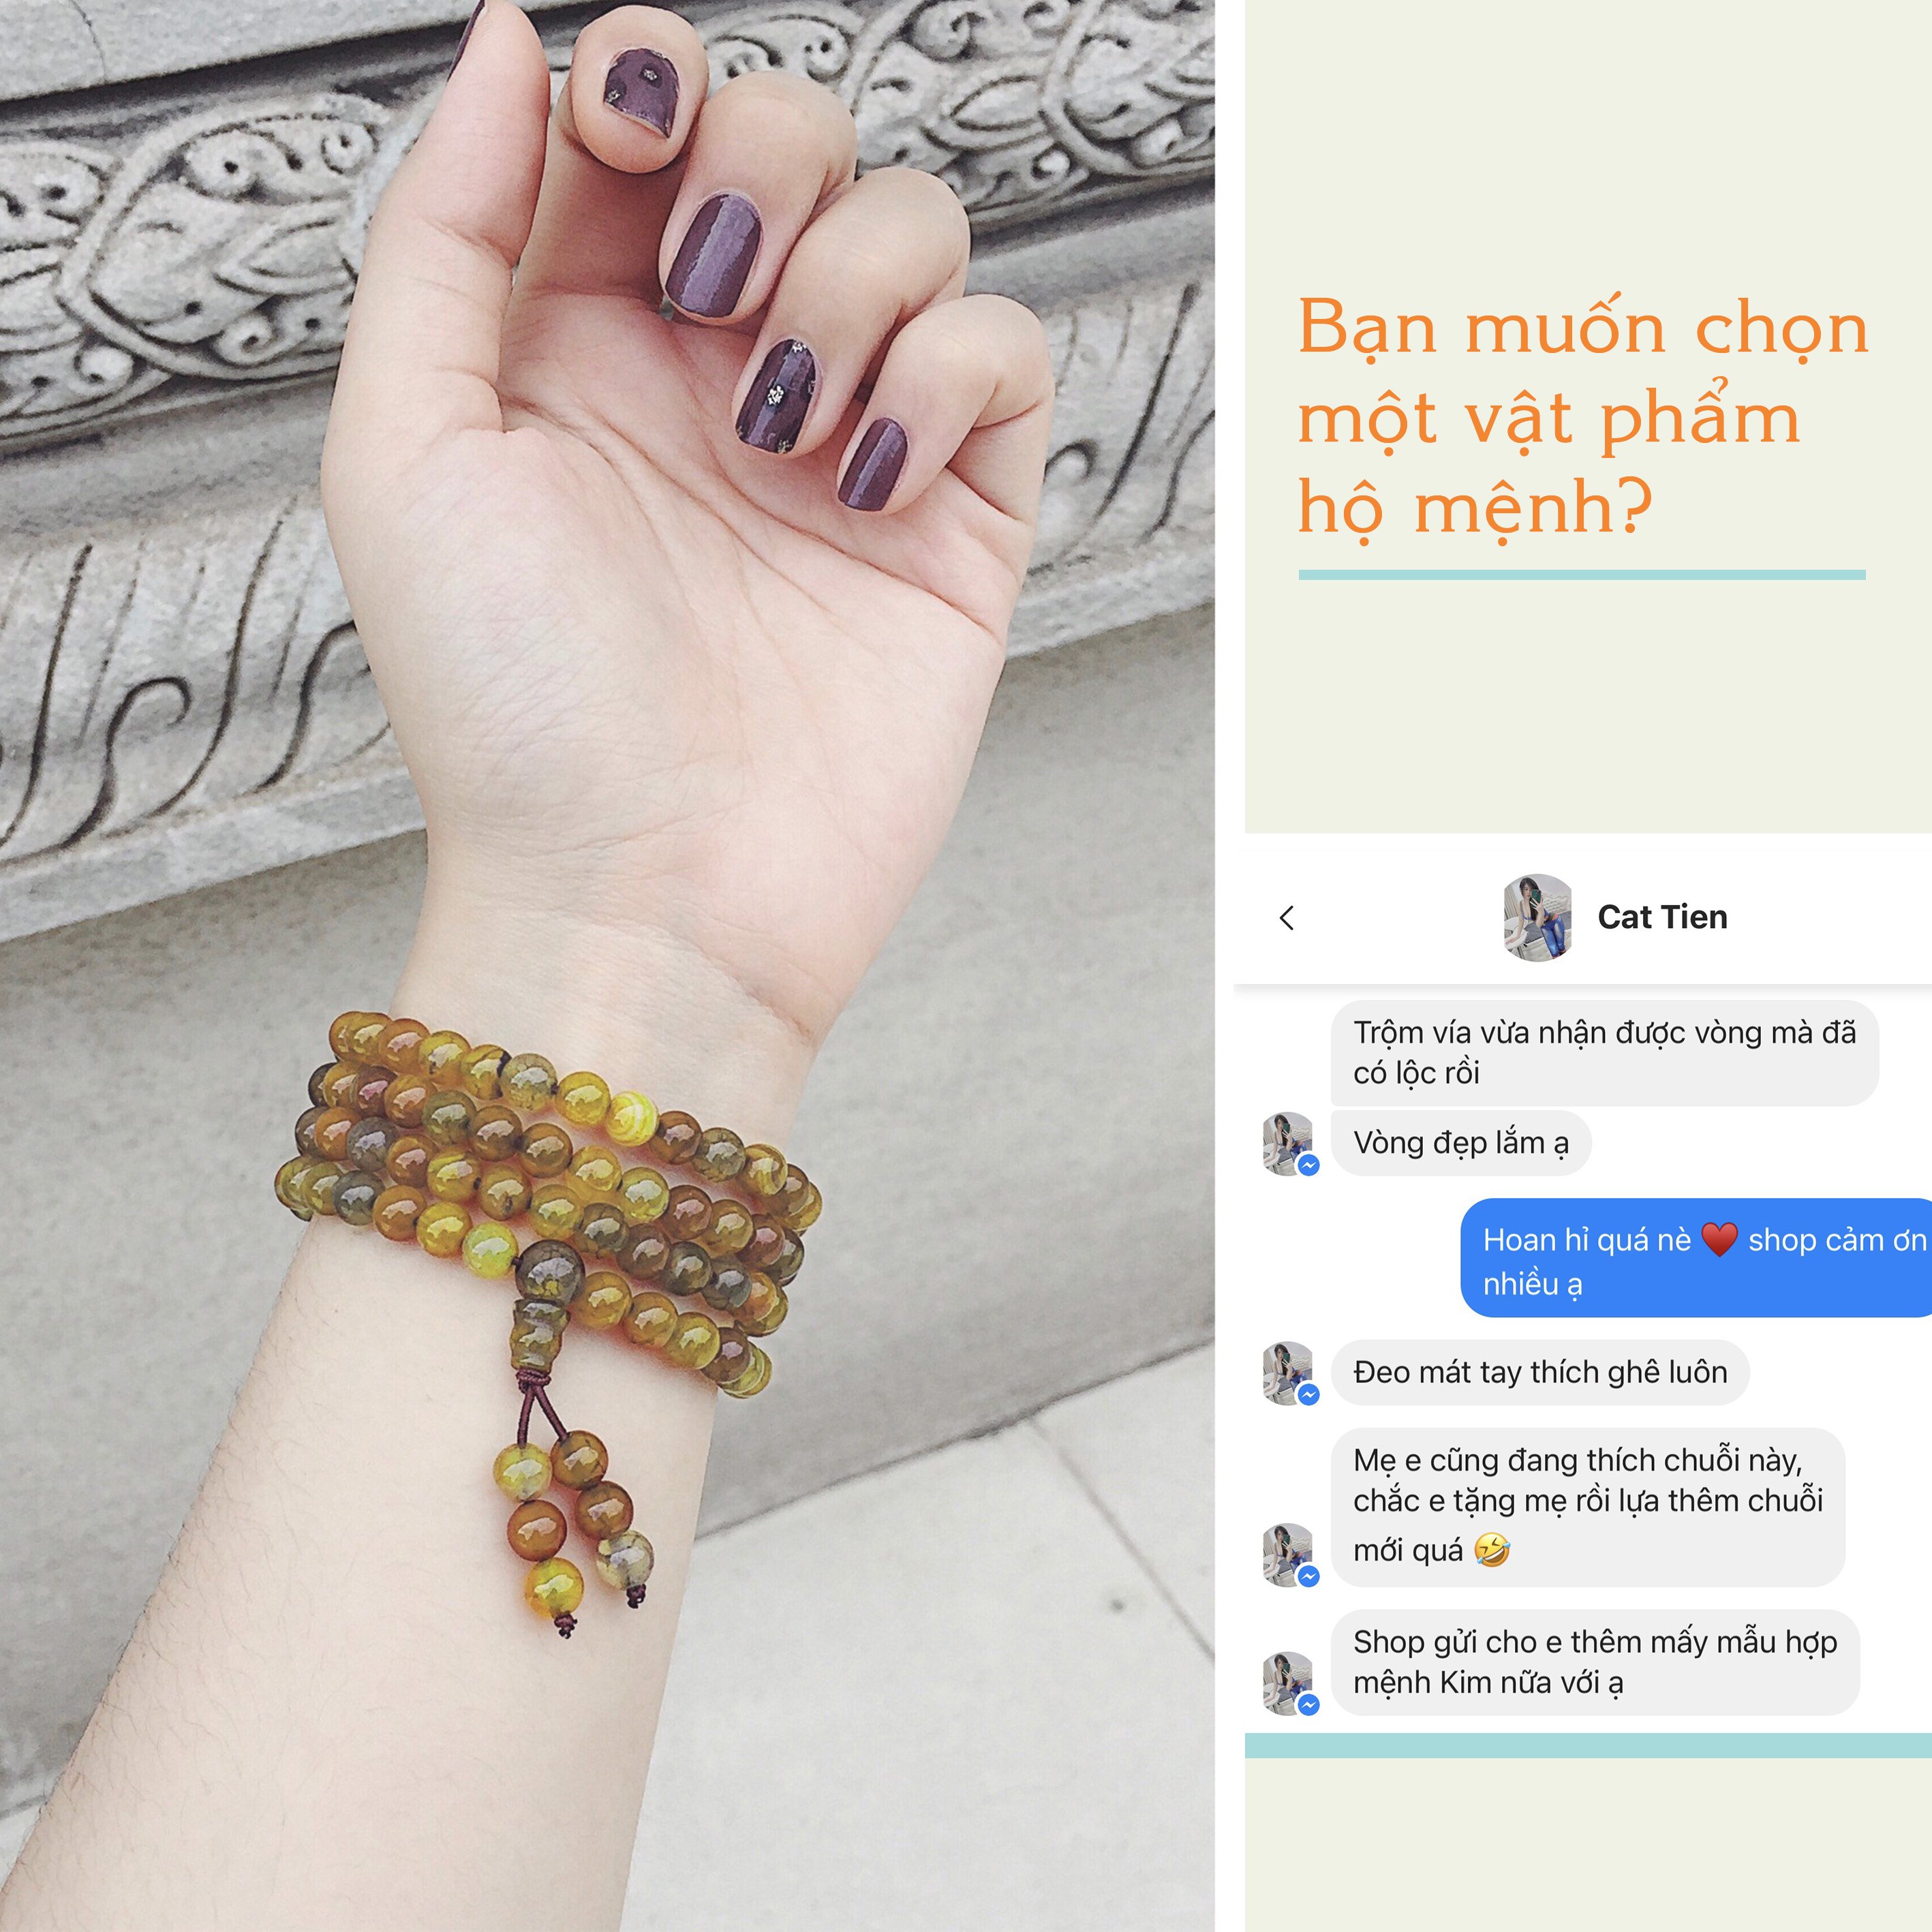 Bạn muốn chọn
một vật phẩm
hộ mệnh?
Cat Tien
Trộm vía vừa nhận được vòng mà đã
có lộc rồi
Vòng đẹp lắm ạ
Hoan hỉ quá nè ♥️ shop cảm ơn
nhiều ạ
Đeo mát tay thích ghê luôn
Mẹ e cũng đang thích chuỗi này,
chắc e tặng mẹ rồi lựa thêm chuỗi
mới quá 🤣
Shop gửi cho e thêm mấy mẫu hợp
mệnh Kim nữa với ạ